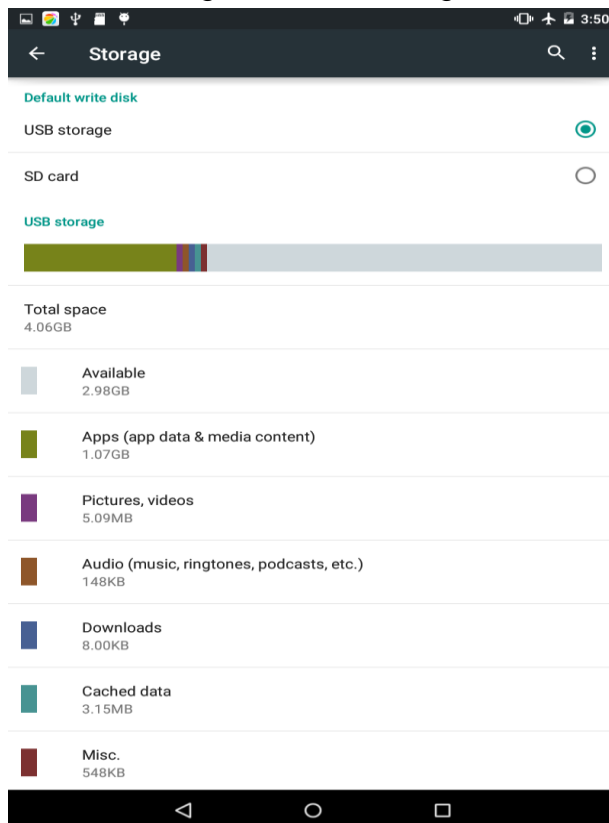 3:50
Storage
Default write disk
USB storage
SD card
USB storage
Total space
4.06GB
Available
2.98GB
Apps (app data & media content)
1.07GB
Pictures, videos
5.09MB
Audio (music, ringtones, podcasts, etc.)
148KB
Downloads
8.00KB
Cached data
3.15MB
Misc.
548KB